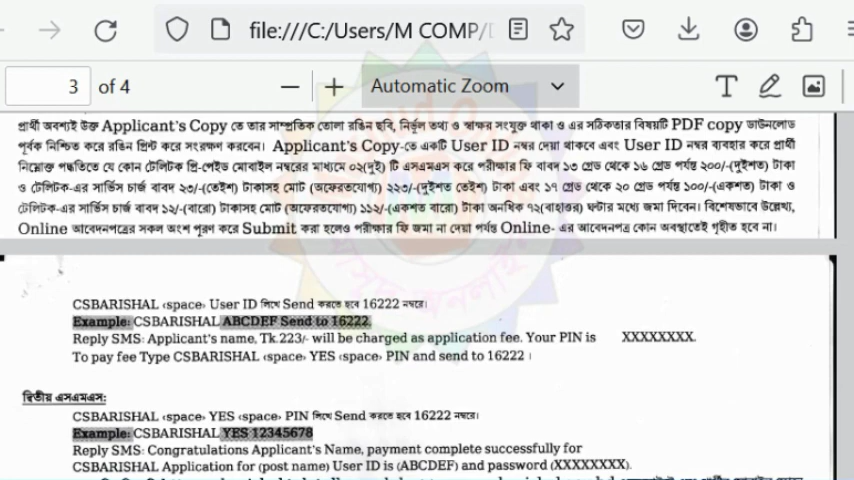 file:///C:/Users/M COMP/
3 of 4
Automatic Zoom
প্রার্থী অবশ্যই উক্ত Applicant's Copy তে তার সাম্প্রতিক তোলা রঙিন ছবি, নির্ভুল তথ্য ও স্বাক্ষর সংযুক্ত থাকা ও এর সঠিকতার বিষয়টি PDF copy ডাউনলোড
পূর্বক নিশ্চিত করে রঙিন প্রিন্ট করে সংরক্ষণ করবেন। Applicant's Copy-তে একটি User ID নম্বর দেয়া থাকবে এবং User ID নম্বর ব্যবহার করে প্রার্থী
নিম্নোক্ত পদ্ধতিতে যে কোন টেলিটক প্রি-পেইড মোবাইল নম্বরের মাধ্যমে ০২(দুই) টি এসএমএস করে পরীক্ষার ফি বাবদ ১৩ গ্রেড থেকে ১৬ গ্রেড পর্যন্ত ২০০/-(দুইশত) টাকা
ও টেলিটক-এর সার্ভিস চার্জ বাবদ ২৩/-(তেইশ) টাকাসহ মোট (অফেরতযোগ্য) ২২৩/-(দুইশত তেইশ) টাকা এবং ১৭ গ্রেড থেকে ২০ গ্রেড পর্যন্ত ১০০/-(একশত) টাকা ও
টেলিটক-এর সার্ভিস চার্জ বাবদ ১২/-(বারো) টাকাসহ মোট (অফেরতযোগ্য) ১১২/-(একশত বারো) টাকা অনধিক ৭২(বাহাত্তর) ঘন্টার মধ্যে জমা দিবেন। বিশেষভাবে উল্লেখ্য,
Online আবেদনপত্রের সকল অংশ পূরণ করে Submit করা হলেও পরীক্ষার ফি জমা না দেয়া পর্যন্ত Online- এর আবেদনপত্র কোন অবস্থাতেই গৃহীত হবে না।
CSBARISHAL <space> User ID লিখে Send করতে হবে 16222 নম্বরে।
Example: CSBARISHAL ABCDEF Send to 16222.
Reply SMS: Applicant's name, Tk.223/- will be charged as application fee. Your PIN is XXXXXXXX.
To pay fee Type CSBARISHAL <space> YES <space> PIN and send to 16222।
দ্বিতীয় এসএমএস:
CSBARISHAL <space> YES <space> PIN লিখে Send করতে হবে 16222 নম্বরে।
Example: CSBARISHAL YES 12345678
Reply SMS: Congratulations Applicant's Name, payment complete successfully for
CSBARISHAL Application for (post name) User ID is (ABCDEF) and password (XXXXXXXX).